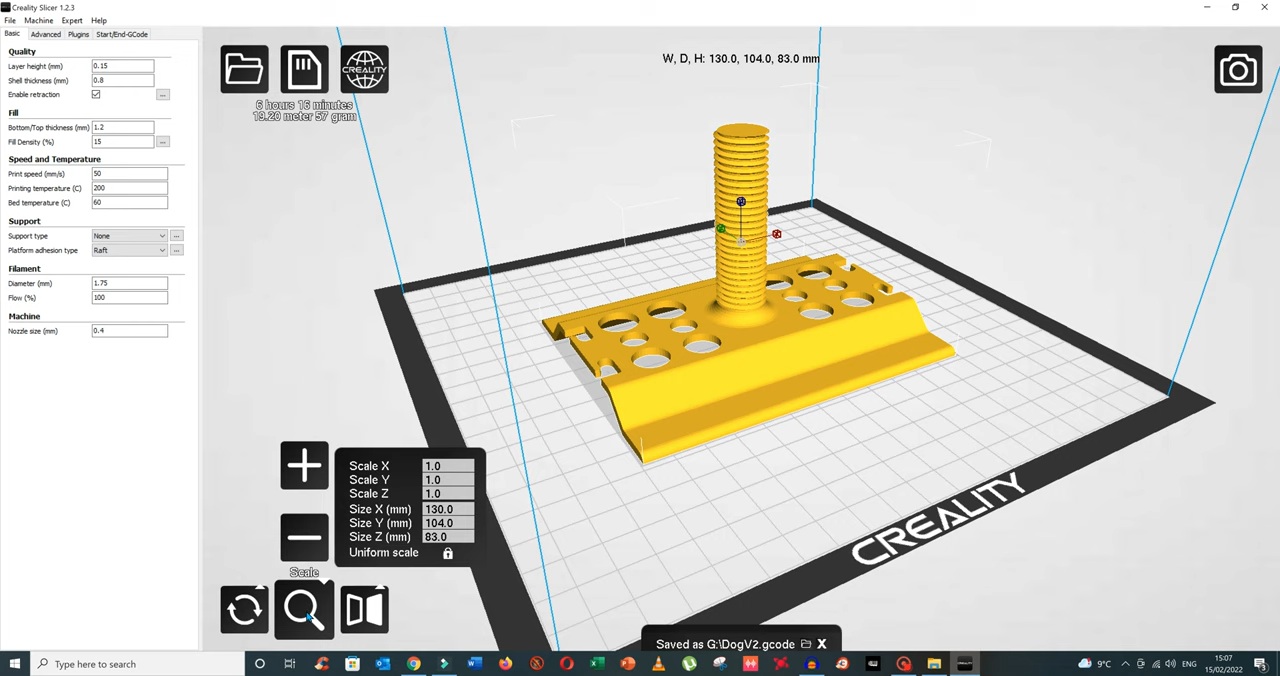 Creality Slicer 1.2.3
File Machine Expert Help
Basic Advanced Plugins Start/End-GCode
Quality
Layer height (mm) 0.15
Shell thickness (mm) 0.8
Enable retraction ...
Fill
Bottom/Top thickness (mm) 1.2
Fill Density (%) 15 ...
Speed and Temperature
Print speed (mm/s) 50
Printing temperature (C) 200
Bed temperature (C) 60
Support
Support type None ...
Platform adhesion type Raft ...
Filament
Diameter (mm) 1.75
Flow (%) 100
Machine
Nozzle size (mm) 0.4
CREALITY
6 hours 16 minutes
19.20 meter 57 gram
W, D, H: 130.0, 104.0, 83.0 mm
CREALITY
Scale X 1.0
Scale Y 1.0
Scale Z 1.0
Size X (mm) 130.0
Size Y (mm) 104.0
Size Z (mm) 83.0
Uniform scale
Scale
Saved as G:\DogV2.gcode
Type here to search
9°C ENG 15:07
15/02/2022 3